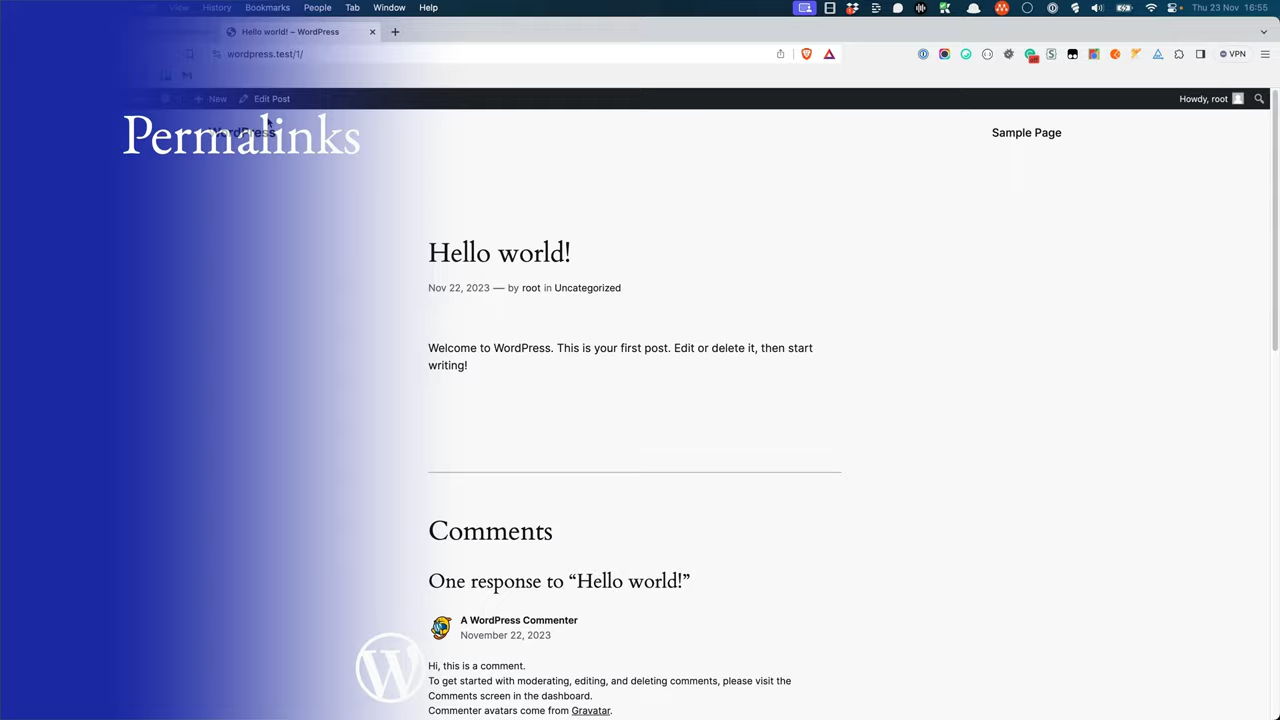 View History Bookmarks People Tab Window Help Thu 23 Nov 16:55
Hello world! – WordPress
wordpress.test/1/ VPN
New Edit Post Howdy, root
Permalinks
WordPress Sample Page
Hello world!
Nov 22, 2023 — by root in Uncategorized
Welcome to WordPress. This is your first post. Edit or delete it, then start
writing!
Comments
One response to “Hello world!”
A WordPress Commenter
November 22, 2023
Hi, this is a comment.
To get started with moderating, editing, and deleting comments, please visit the
Comments screen in the dashboard.
Commenter avatars come from Gravatar.